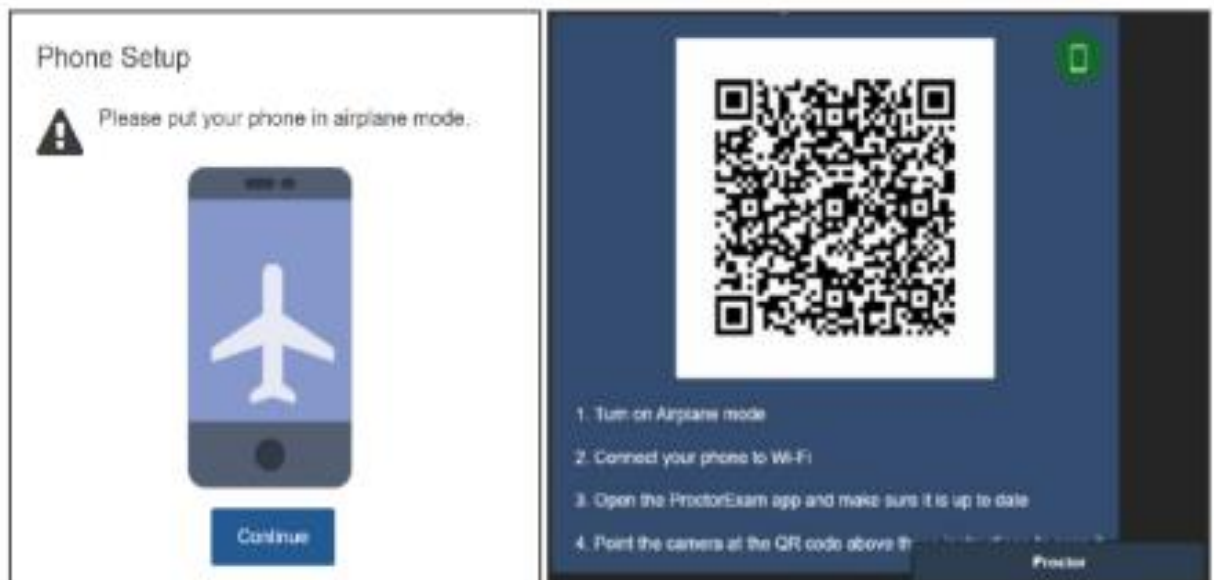 Phone Setup
Please put your phone in airplane mode.
Continue
1. Turn on Airplane mode
2. Connect your phone to Wi-Fi
3. Open the ProctorExam app and make sure it is up to date
4. Point the camera at the QR code above
Proctor